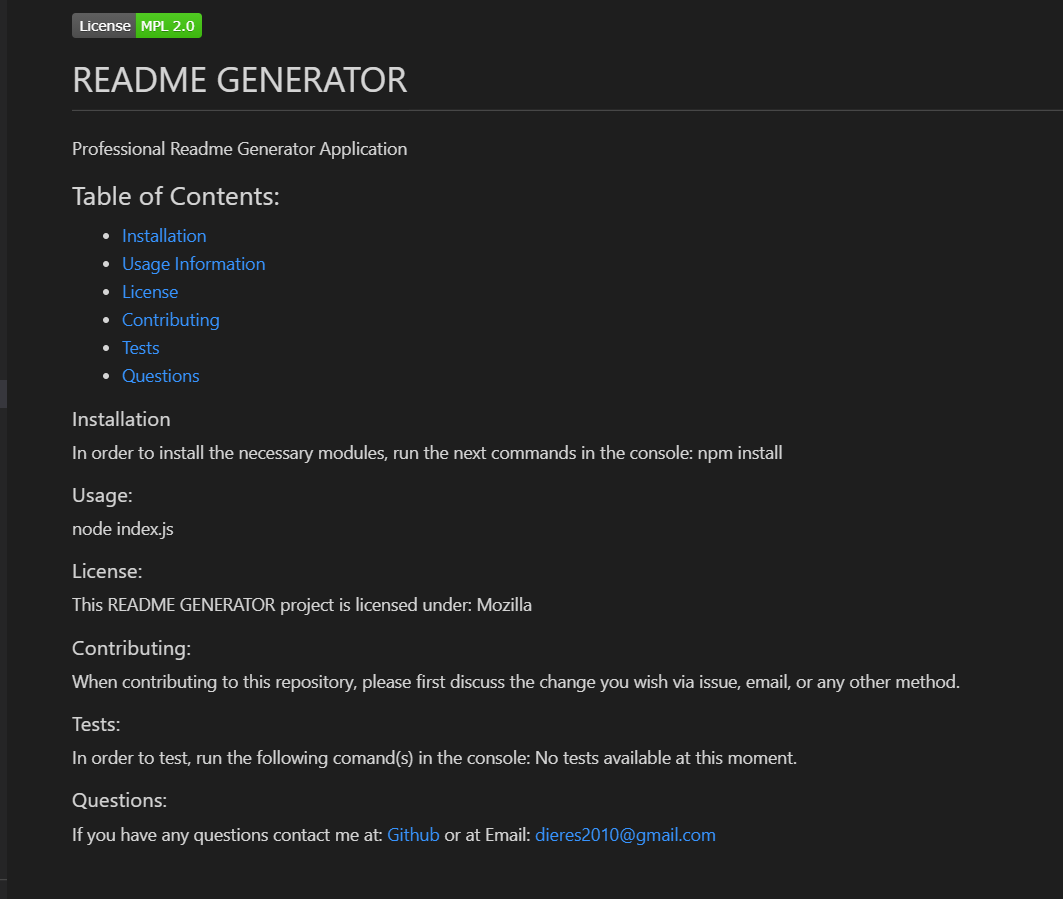 License MPL 2.0
README GENERATOR
Professional Readme Generator Application
Table of Contents:
Installation
Usage Information
License
Contributing
Tests
Questions
Installation
In order to install the necessary modules, run the next commands in the console: npm install
Usage:
node index.js
License:
This README GENERATOR project is licensed under: Mozilla
Contributing:
When contributing to this repository, please first discuss the change you wish via issue, email, or any other method.
Tests:
In order to test, run the following comand(s) in the console: No tests available at this moment.
Questions:
If you have any questions contact me at: Github or at Email: dieres2010@gmail.com